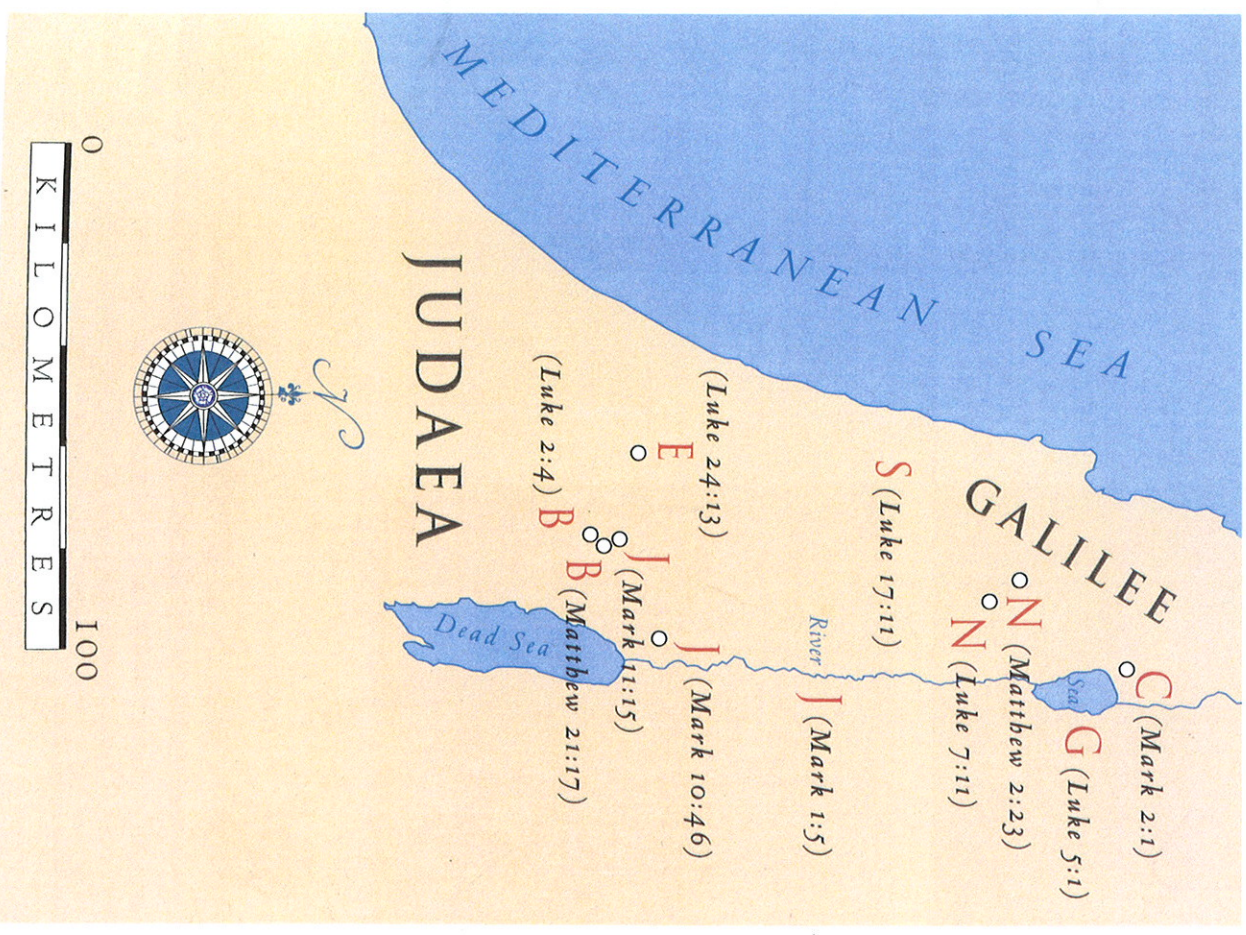 MEDITERRANEAN SEA
GALILEE
C (Mark 2:1)
Sea
G (Luke 5:1)
N (Matthew 2:23)
N (Luke 7:11)
S (Luke 17:11)
River
J (Mark 1:5)
(Luke 24:13)
E
J (Mark 10:46)
J (Mark 11:15)
B (Matthew 21:17)
(Luke 2:4) B
Dead Sea
JUDAEA
N
0 100
KILOMETRES